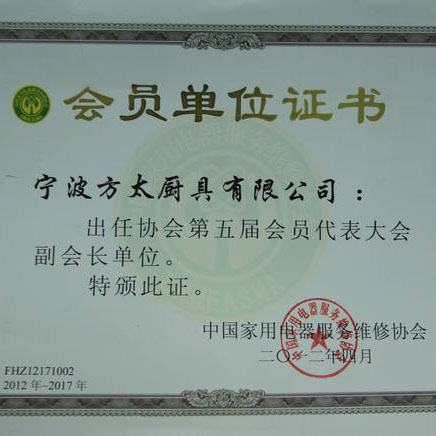 会员单位证书
宁波方太厨具有限公司：
出任协会第五届会员代表大会
副会长单位。
特颁此证。
中国家用电器服务维修协会
二〇一二年四月
FHZ12171002
2012年-2017年